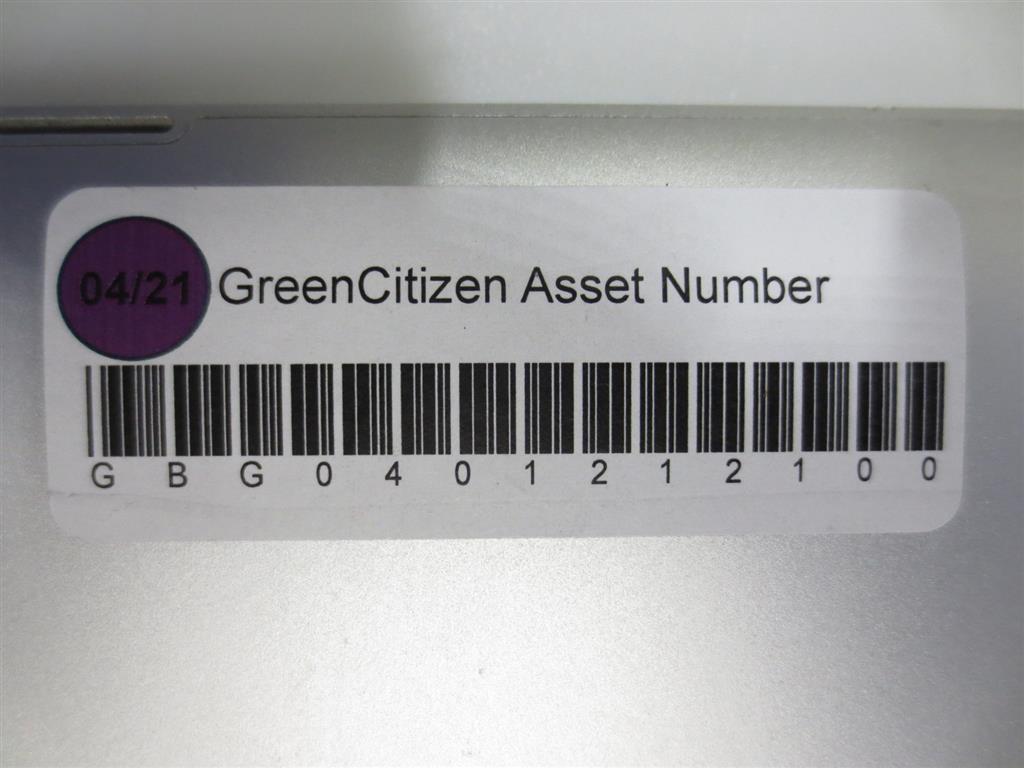 04/21 GreenCitizen Asset Number
G B G 0 4 0 1 2 1 2 1 0 0